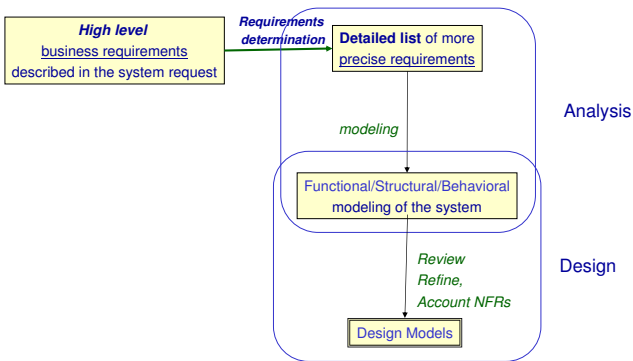 High level
business requirements
described in the system request
Requirements
determination
Detailed list of more
precise requirements
Analysis
modeling
Functional/Structural/Behavioral
modeling of the system
Design
Review
Refine,
Account NFRs
Design Models